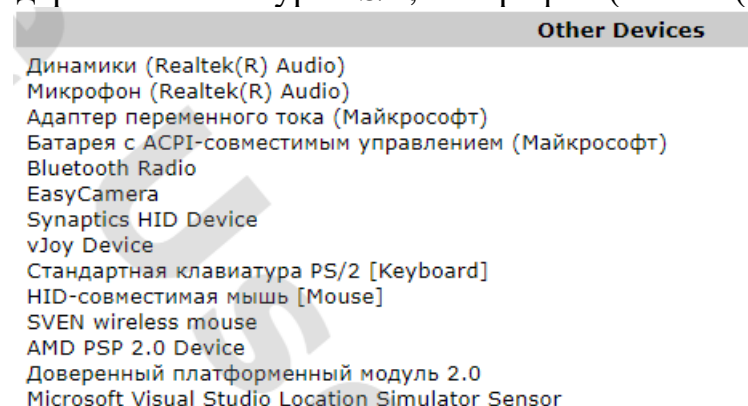 Other Devices
Динамики (Realtek(R) Audio)
Микрофон (Realtek(R) Audio)
Адаптер переменного тока (Майкрософт)
Батарея с ACPI-совместимым управлением (Майкрософт)
Bluetooth Radio
EasyCamera
Synaptics HID Device
vJoy Device
Стандартная клавиатура PS/2 [Keyboard]
HID-совместимая мышь [Mouse]
SVEN wireless mouse
AMD PSP 2.0 Device
Доверенный платформенный модуль 2.0
Microsoft Visual Studio Location Simulator Sensor